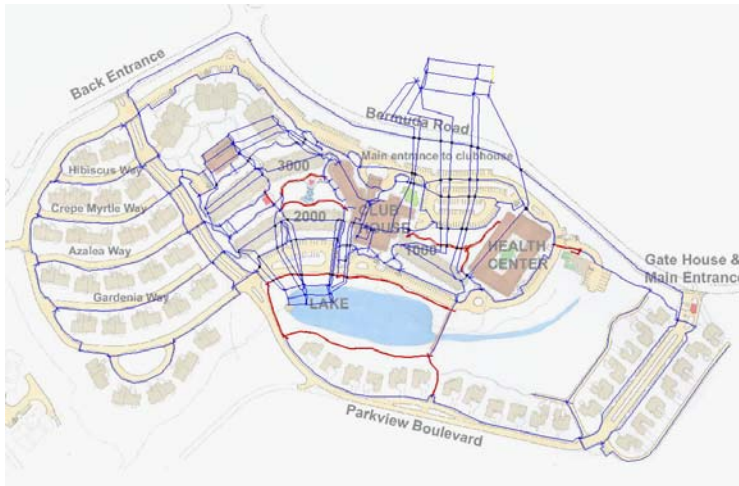 Back Entrance
Bermuda Road
Main entrance to clubhouse
Hibiscus Way
3000
Crepe Myrtle Way
2000
CLUB
HOUSE
Azalea Way
1000
HEALTH
CENTER
Gate House &
Main Entrance
Gardenia Way
LAKE
Parkview Boulevard